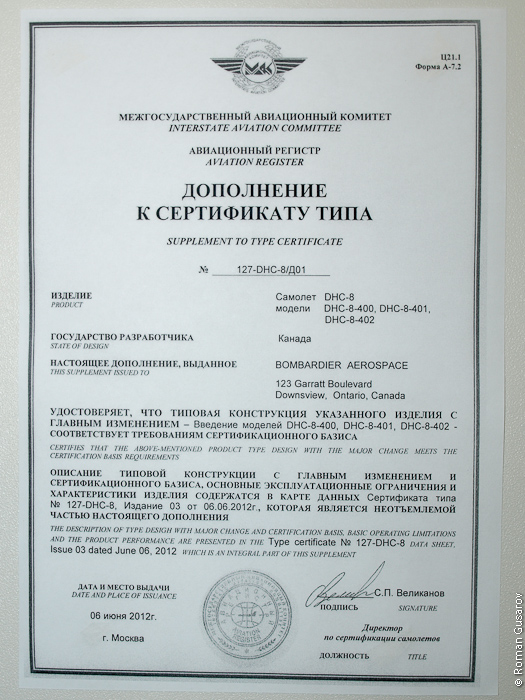 Ц21.1
Форма А-7.2
МЕЖГОСУДАРСТВЕННЫЙ АВИАЦИОННЫЙ КОМИТЕТ
INTERSTATE AVIATION COMMITTEE
АВИАЦИОННЫЙ РЕГИСТР
AVIATION REGISTER
ДОПОЛНЕНИЕ
К СЕРТИФИКАТУ ТИПА
SUPPLEMENT TO TYPE CERTIFICATE
№ 127-DHC-8/Д01
ИЗДЕЛИЕ Самолет DHC-8
PRODUCT модели DHC-8-400, DHC-8-401,
DHC-8-402
ГОСУДАРСТВО РАЗРАБОТЧИКА Канада
STATE OF DESIGN
НАСТОЯЩЕЕ ДОПОЛНЕНИЕ, ВЫДАННОЕ BOMBARDIER AEROSPACE
THIS SUPPLEMENT ISSUED TO
123 Garratt Boulevard
Downsview, Ontario, Canada
УДОСТОВЕРЯЕТ, ЧТО ТИПОВАЯ КОНСТРУКЦИЯ УКАЗАННОГО ИЗДЕЛИЯ С
ГЛАВНЫМ ИЗМЕНЕНИЕМ – Введение моделей DHC-8-400, DHC-8-401, DHC-8-402 -
СООТВЕТСТВУЕТ ТРЕБОВАНИЯМ СЕРТИФИКАЦИОННОГО БАЗИСА
CERTIFIES THAT THE ABOVE-MENTIONED PRODUCT TYPE DESIGN WITH THE MAJOR CHANGE MEETS THE
CERTIFICATION BASIS REQUIREMENTS
ОПИСАНИЕ ТИПОВОЙ КОНСТРУКЦИИ С ГЛАВНЫМ ИЗМЕНЕНИЕМ И
СЕРТИФИКАЦИОННОГО БАЗИСА, ОСНОВНЫЕ ЭКСПЛУАТАЦИОННЫЕ ОГРАНИЧЕНИЯ И
ХАРАКТЕРИСТИКИ ИЗДЕЛИЯ СОДЕРЖАТСЯ В КАРТЕ ДАННЫХ Сертификата типа
№ 127-DHC-8, Издание 03 от 06.06.2012г., КОТОРАЯ ЯВЛЯЕТСЯ НЕОТЪЕМЛЕМОЙ
ЧАСТЬЮ НАСТОЯЩЕГО ДОПОЛНЕНИЯ
THE DESCRIPTION OF TYPE DESIGN WITH MAJOR CHANGE AND CERTIFICATION BASIS, BASIC OPERATING LIMITATIONS
AND THE PRODUCT PERFORMANCE ARE PRESENTED IN THE Type certificate № 127-DHC-8 DATA SHEET,
Issue 03 dated June 06, 2012 WHICH IS AN INTEGRAL PART OF THIS SUPPLEMENT
ДАТА И МЕСТО ВЫДАЧИ
DATE AND PLACE OF ISSUANCE
06 июня 2012г.
г. Москва
AVIATION
REGISTER
С.П. Великанов
ПОДПИСЬ SIGNATURE
Директор
по сертификации самолетов
ДОЛЖНОСТЬ TITLE
© Roman Gusarov